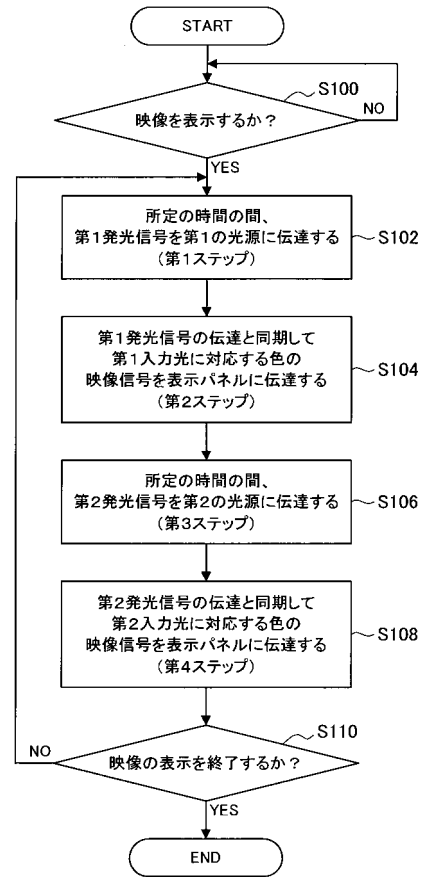 START
S100
映像を表示するか？
NO
YES
所定の時間の間、
第1発光信号を第1の光源に伝達する
(第1ステップ)
S102
第1発光信号の伝達と同期して
第1入力光に対応する色の
映像信号を表示パネルに伝達する
(第2ステップ)
S104
所定の時間の間、
第2発光信号を第2の光源に伝達する
(第3ステップ)
S106
第2発光信号の伝達と同期して
第2入力光に対応する色の
映像信号を表示パネルに伝達する
(第4ステップ)
S108
S110
NO
映像の表示を終了するか？
YES
END